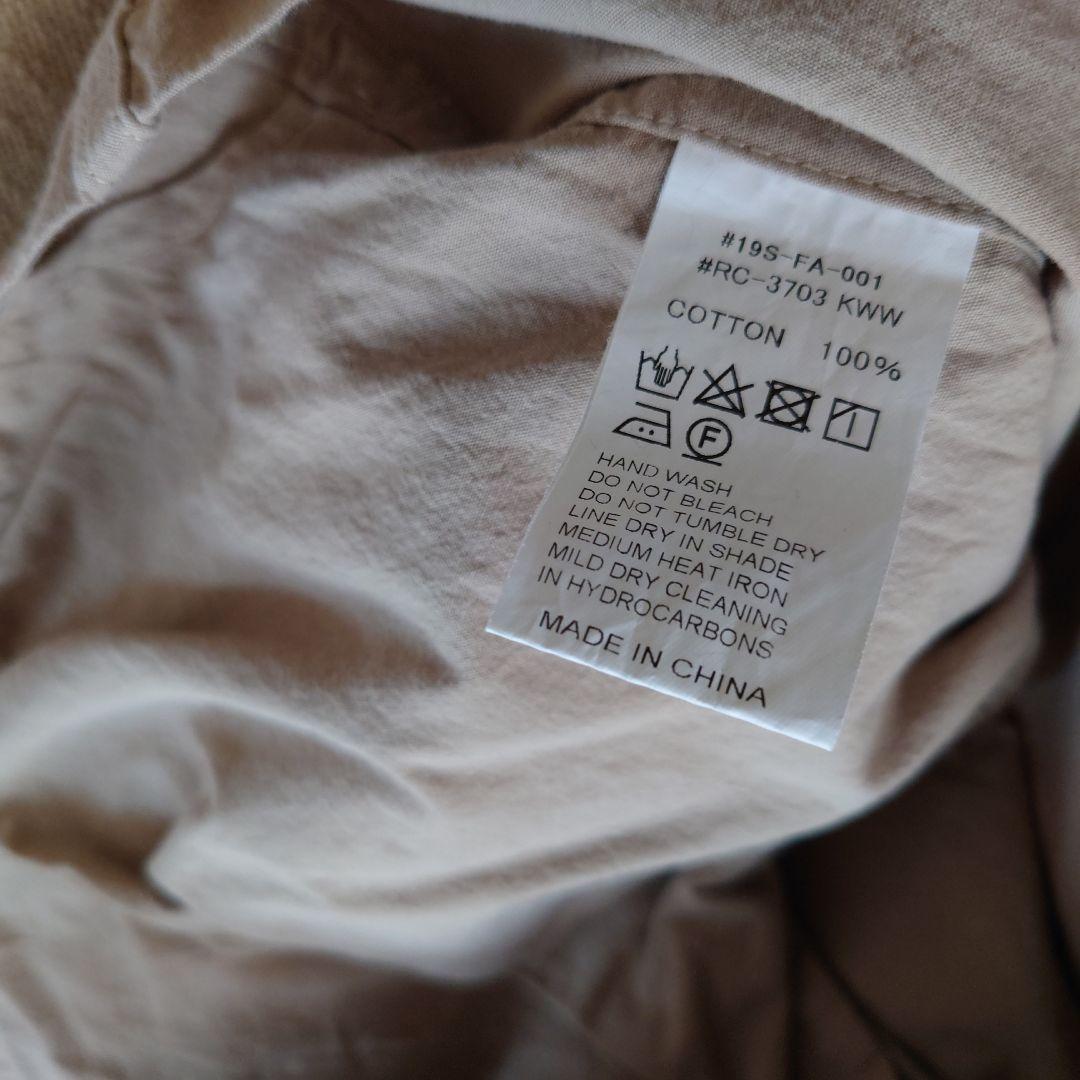 #19S-FA-001
#RC-3703 KWW
COTTON 100%
F
HAND WASH
DO NOT BLEACH
DO NOT TUMBLE DRY
LINE DRY IN SHADE
MEDIUM HEAT IRON
MILD DRY CLEANING
IN HYDROCARBONS
MADE IN CHINA